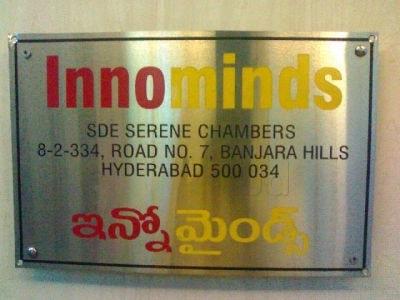 Innominds
SDE SERENE CHAMBERS
8-2-334, ROAD NO. 7, BANJARA HILLS
HYDERABAD 500 034
ఇన్నోమైండ్స్